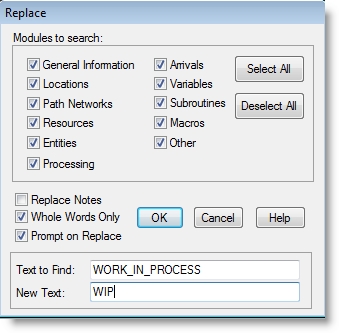 Replace
Modules to search:
General Information
Arrivals
Select All
Locations
Variables
Path Networks
Subroutines
Deselect All
Resources
Macros
Entities
Other
Processing
Replace Notes
Whole Words Only
OK
Cancel
Help
Prompt on Replace
Text to Find: WORK_IN_PROCESS
New Text: WIP